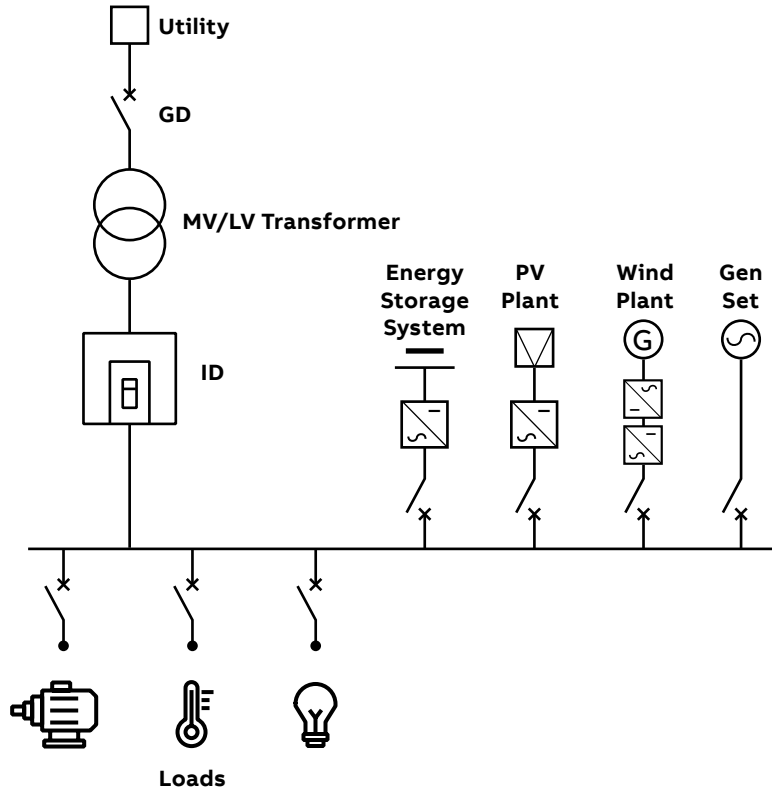 Utility
GD
MV/LV Transformer
ID
Energy
Storage
System
PV
Plant
Wind
Plant
Gen
Set
G
Loads